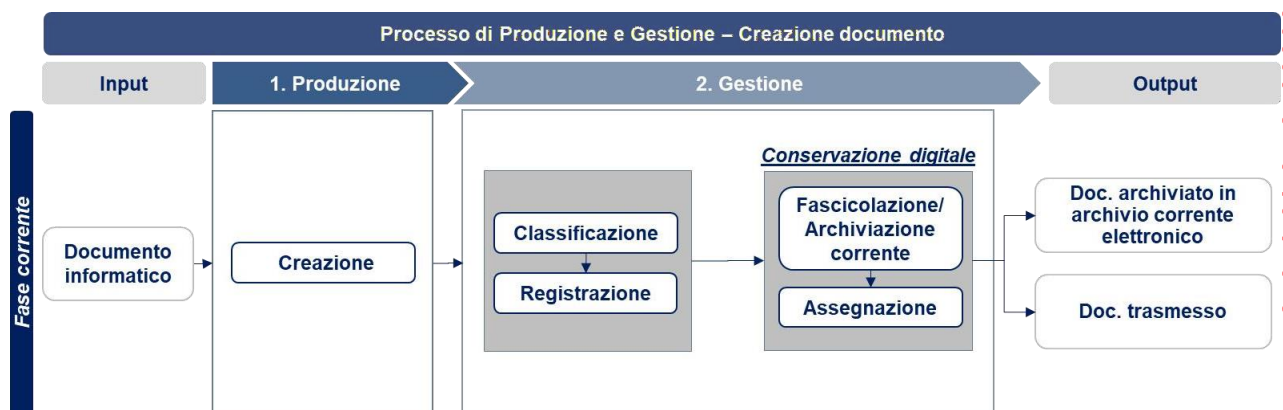 Processo di Produzione e Gestione – Creazione documento
Input
1. Produzione
2. Gestione
Output
Fase corrente
Documento
informatico
Creazione
Classificazione
Registrazione
Conservazione digitale
Fascicolazione/
Archiviazione
corrente
Assegnazione
Doc. archiviato in
archivio corrente
elettronico
Doc. trasmesso